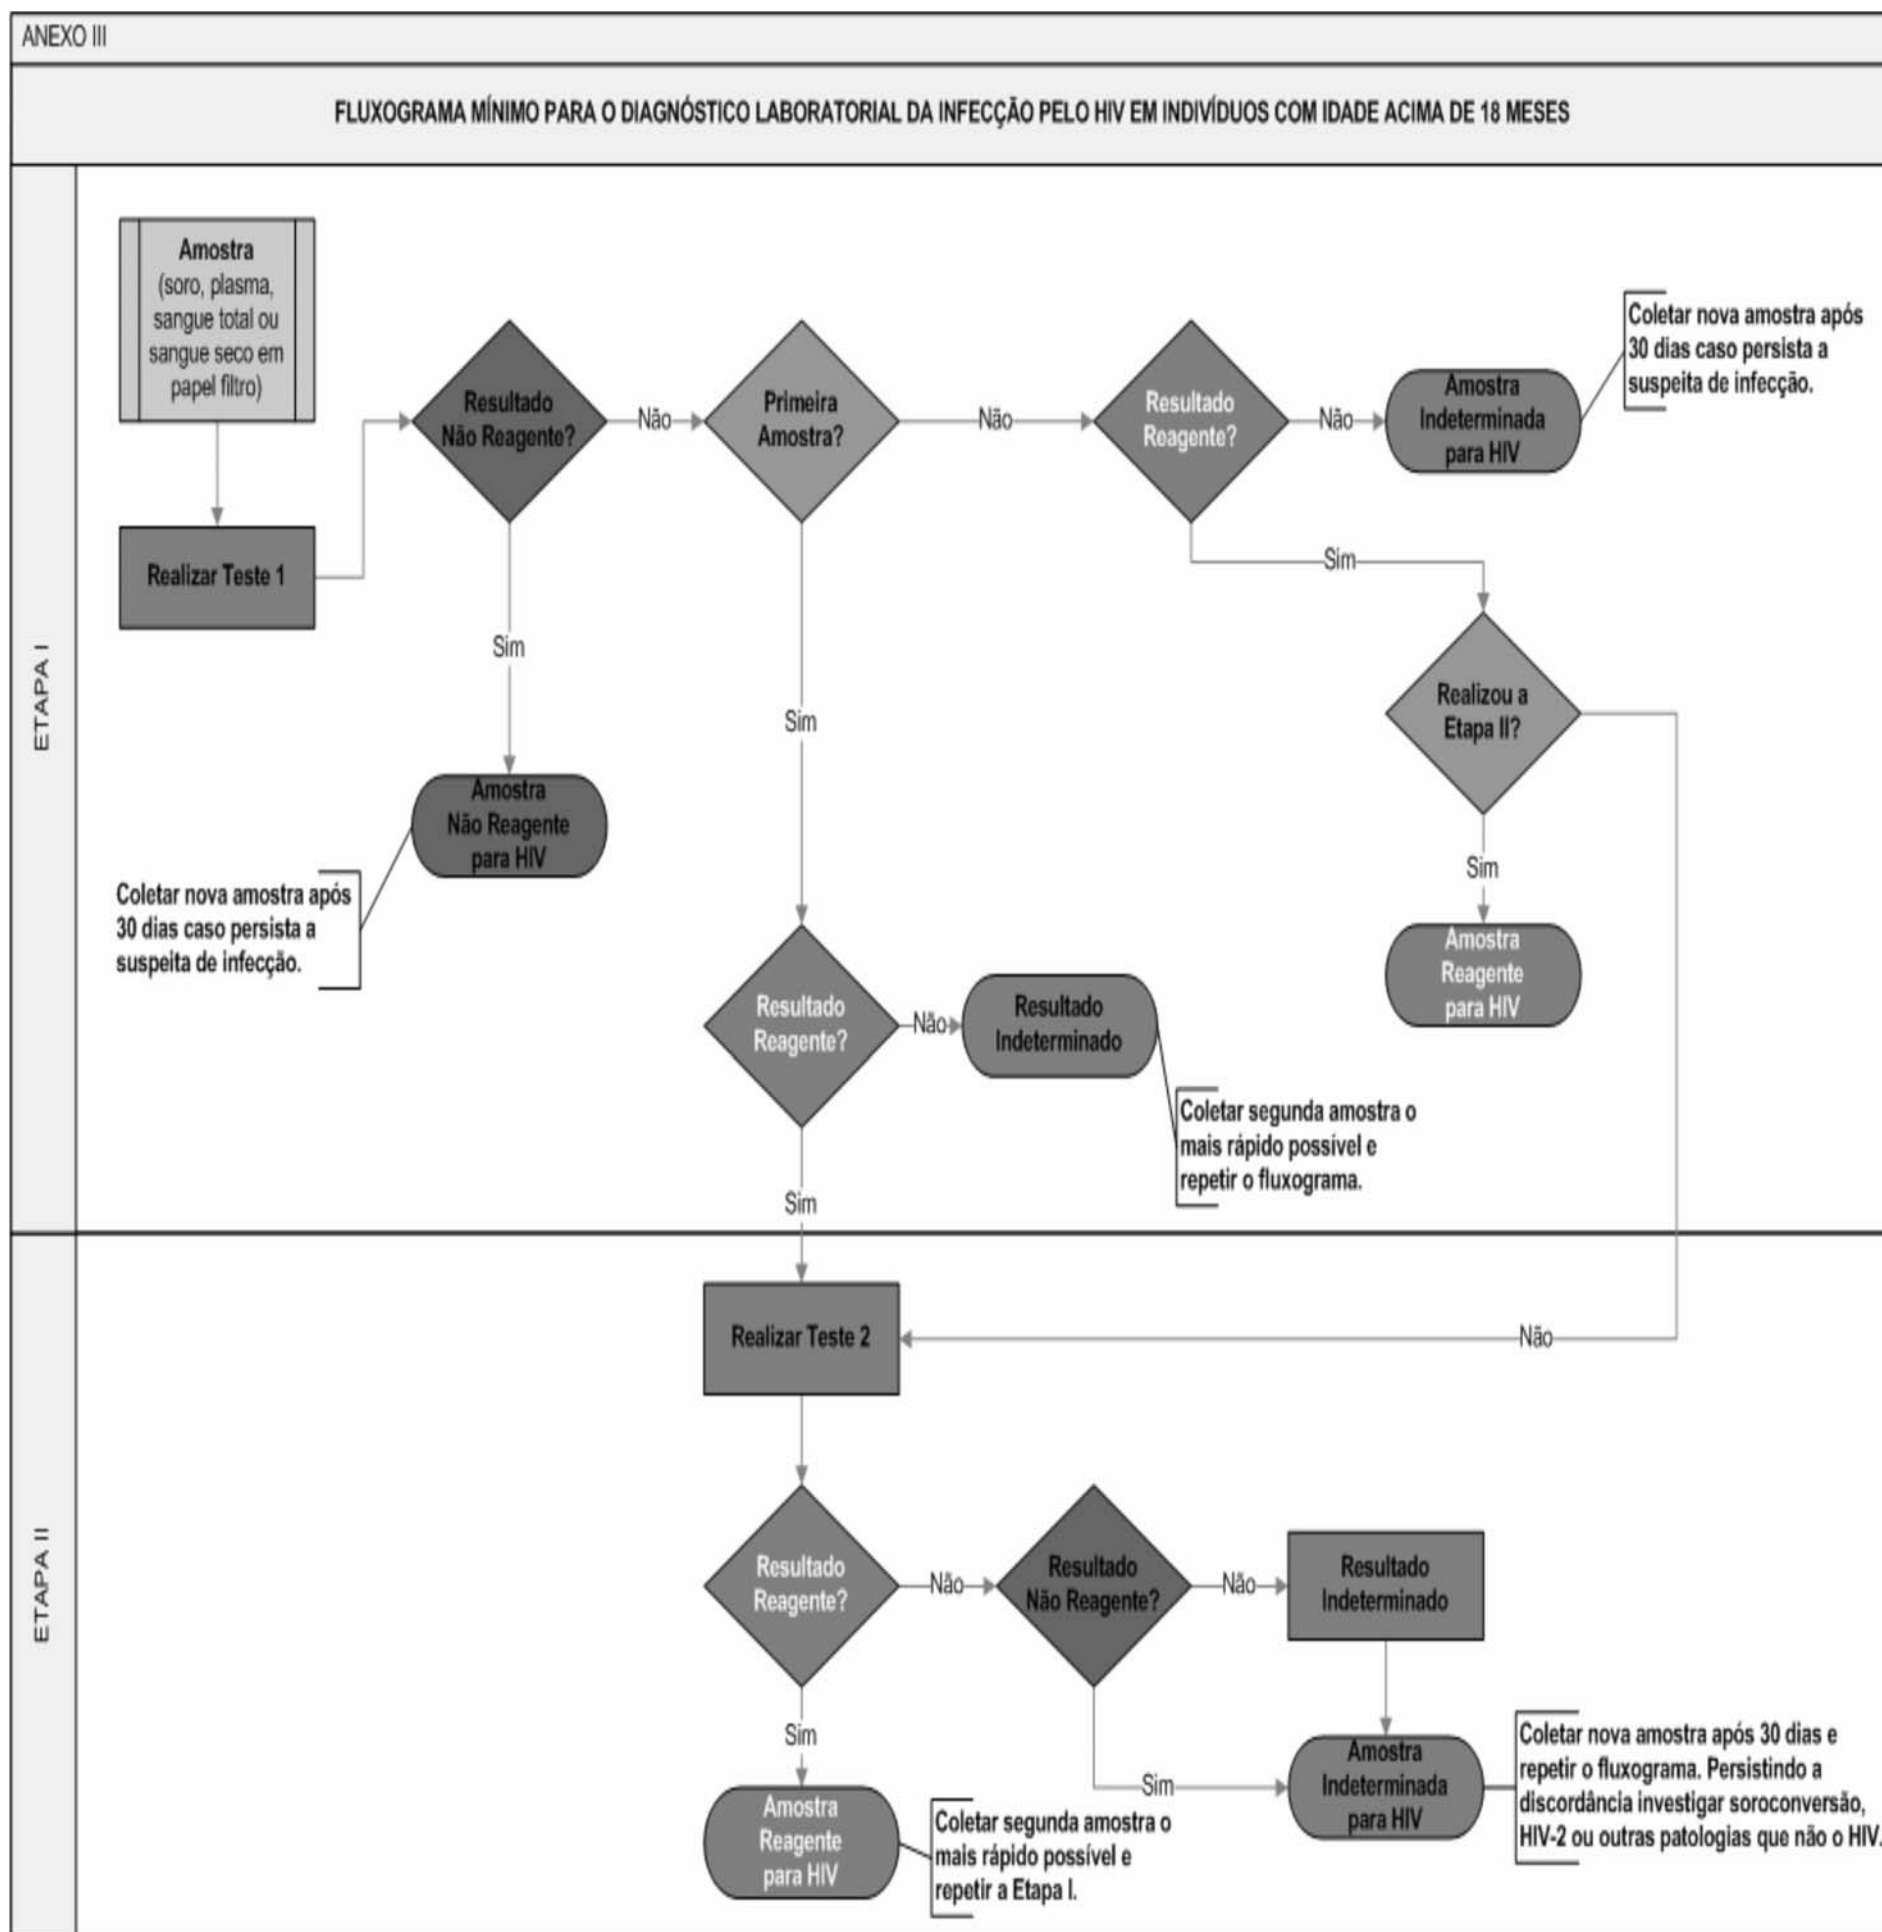 ANEXO III
FLUXOGRAMA MÍNIMO PARA O DIAGNÓSTICO LABORATORIAL DA INFECÇÃO PELO HIV EM INDIVÍDUOS COM IDADE ACIMA DE 18 MESES
ETAPA I
Amostra
(soro, plasma,
sangue total ou
sangue seco em
papel filtro)
Realizar Teste 1
Resultado
Não Reagente?
Não
Primeira
Amostra?
Não
Resultado
Reagente?
Não
Amostra
Indeterminada
para HIV
Coletar nova amostra após
30 dias caso persista a
suspeita de infecção.
Sim
Realizou a
Etapa II?
Sim
Amostra
Reagente
para HIV
Sim
Amostra
Não Reagente
para HIV
Coletar nova amostra após
30 dias caso persista a
suspeita de infecção.
Sim
Resultado
Reagente?
Não
Resultado
Indeterminado
Coletar segunda amostra o
mais rápido possível e
repetir o fluxograma.
Sim
ETAPA II
Realizar Teste 2
Não
Resultado
Reagente?
Não
Resultado
Não Reagente?
Não
Resultado
Indeterminado
Sim
Amostra
Reagente
para HIV
Coletar segunda amostra o
mais rápido possível e
repetir a Etapa I.
Sim
Amostra
Indeterminada
para HIV
Coletar nova amostra após 30 dias e
repetir o fluxograma. Persistindo a
discordância investigar soroconversão,
HIV-2 ou outras patologias que não o HIV.